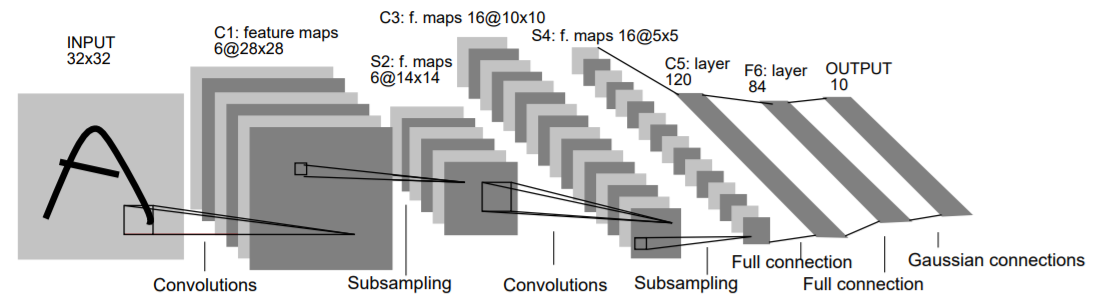 INPUT
32x32
C1: feature maps
6@28x28
S2: f. maps
6@14x14
C3: f. maps 16@10x10
S4: f. maps 16@5x5
C5: layer
120
F6: layer
84
OUTPUT
10
Convolutions
Subsampling
Convolutions
Subsampling
Full connection
Full connection
Gaussian connections